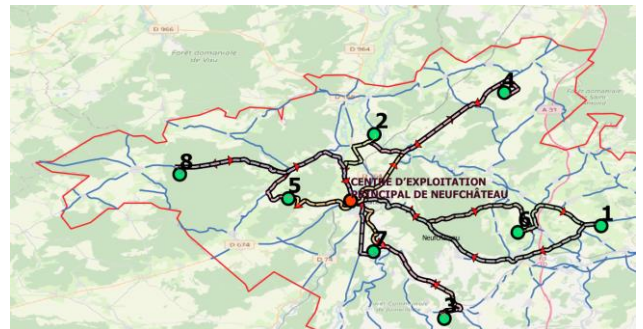 D 966
D 964
Forêt domaniale
de Vau
4
A 31
2
8
CENTRE D'EXPLOITATION
PRINCIPAL DE NEUFCHÂTEAU
5
6
1
D 674
7
3